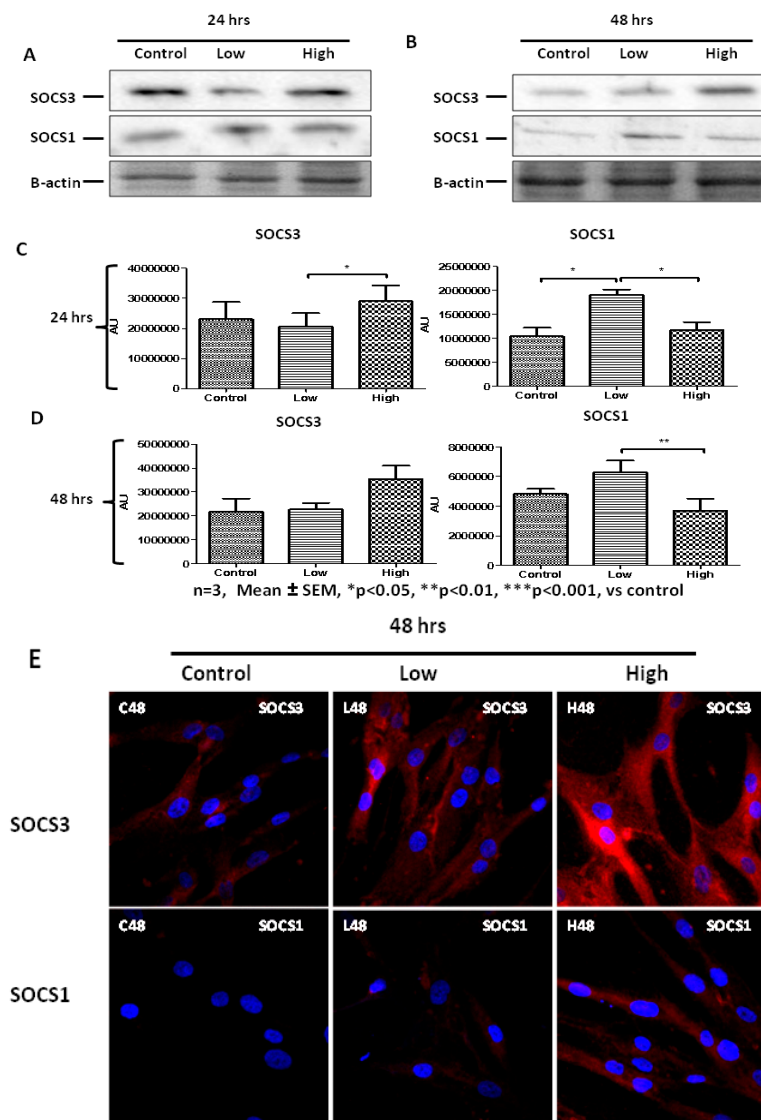 24 hrs
A
Control Low High
SOCS3
SOCS1
B-actin
48 hrs
B
Control Low High
SOCS3
SOCS1
B-actin
C
24 hrs
SOCS3
AU
40000000
30000000
20000000
10000000
0
*
Control Low High
SOCS1
AU
25000000
20000000
15000000
10000000
5000000
0
* *
Control Low High
D
48 hrs
SOCS3
AU
50000000
40000000
30000000
20000000
10000000
0
Control Low High
SOCS1
AU
8000000
6000000
4000000
2000000
0
**
Control Low High
n=3, Mean ± SEM, *p<0.05, **p<0.01, ***p<0.001, vs control
48 hrs
E
Control Low High
SOCS3
C48 SOCS3 L48 SOCS3 H48 SOCS3
SOCS1
C48 SOCS1 L48 SOCS1 H48 SOCS1